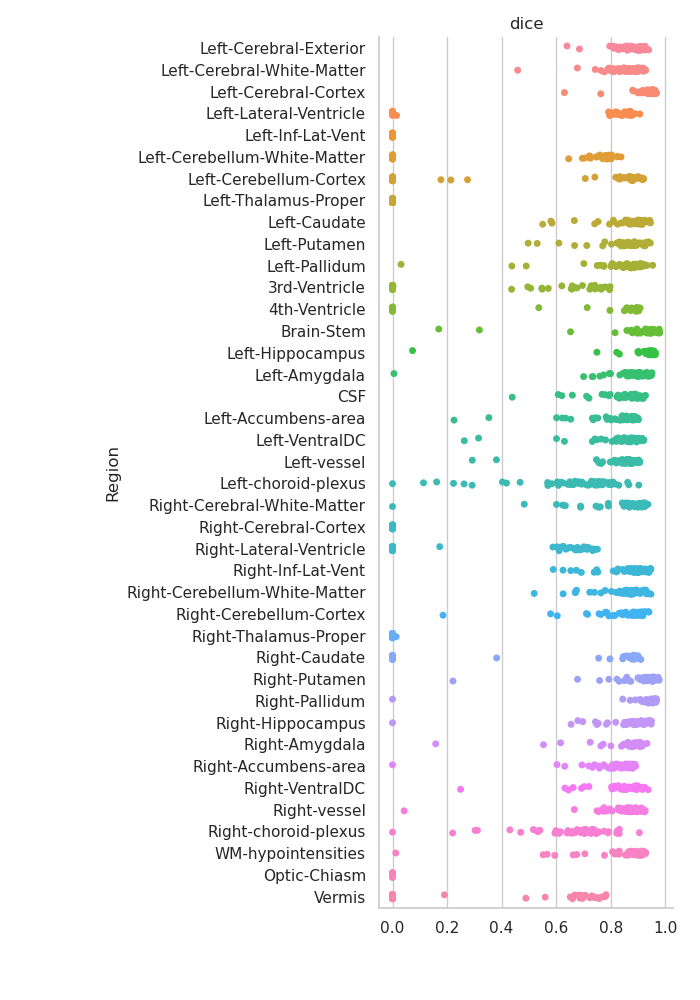 dice
Left-Cerebral-Exterior
Left-Cerebral-White-Matter
Left-Cerebral-Cortex
Left-Lateral-Ventricle
Left-Inf-Lat-Vent
Left-Cerebellum-White-Matter
Left-Cerebellum-Cortex
Left-Thalamus-Proper
Left-Caudate
Left-Putamen
Left-Pallidum
3rd-Ventricle
4th-Ventricle
Brain-Stem
Left-Hippocampus
Left-Amygdala
CSF
Left-Accumbens-area
Left-VentralDC
Left-vessel
Left-choroid-plexus
Right-Cerebral-White-Matter
Right-Cerebral-Cortex
Right-Lateral-Ventricle
Right-Inf-Lat-Vent
Right-Cerebellum-White-Matter
Right-Cerebellum-Cortex
Right-Thalamus-Proper
Right-Caudate
Right-Putamen
Right-Pallidum
Right-Hippocampus
Right-Amygdala
Right-Accumbens-area
Right-VentralDC
Right-vessel
Right-choroid-plexus
WM-hypointensities
Optic-Chiasm
Vermis
Region
0.0 0.2 0.4 0.6 0.8 1.0